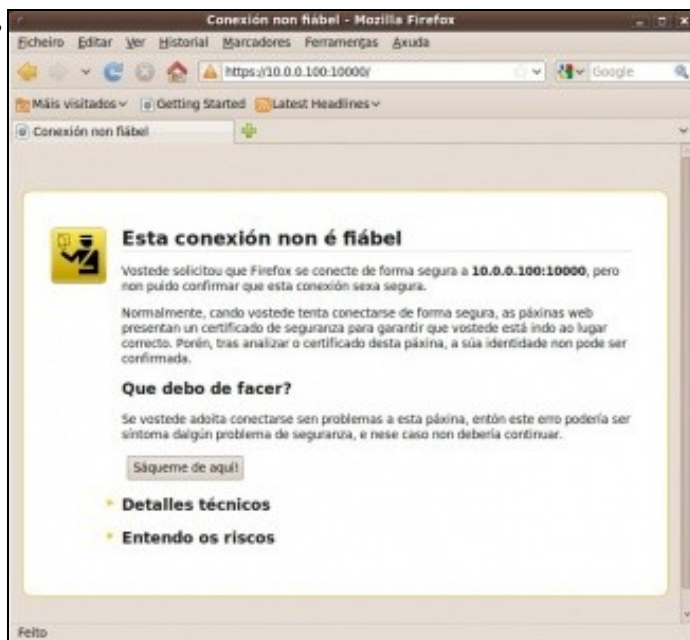 Conexión non fiábel - Mozilla Firefox
Ficheiro Editar Ver Historial Marcadores Ferramentas Axuda
https://10.0.0.100:10000/
Google
Máis visitados Getting Started Latest Headlines
Conexión non fiábel
Esta conexión non é fiábel
Vostede solicitou que Firefox se conecte de forma segura a 10.0.0.100:10000, pero
non puido confirmar que esta conexión sexa segura.
Normalmente, cando vostede tenta conectarse de forma segura, as páxinas web
presentan un certificado de seguranza para garantir que vostede está indo ao lugar
correcto. Porén, tras analizar o certificado desta páxina, a súa identidade non pode ser
confirmada.
Que debo de facer?
Se vostede adoita conectarse sen problemas a esta páxina, entón este erro podería ser
síntoma dalgún problema de seguranza, e nese caso non debería continuar.
Sáqueme de aquí!
Detalles técnicos
Entendo os riscos
Feito